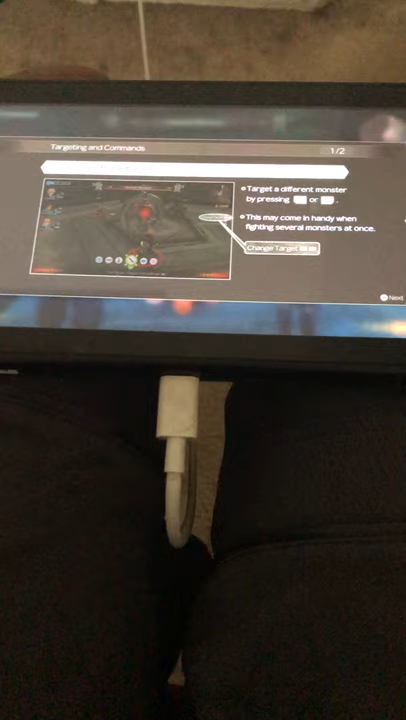 Targeting and Commands
1/2
Target a different monster
by pressing or .
This may come in handy when
fighting several monsters at once.
Change Target
Next